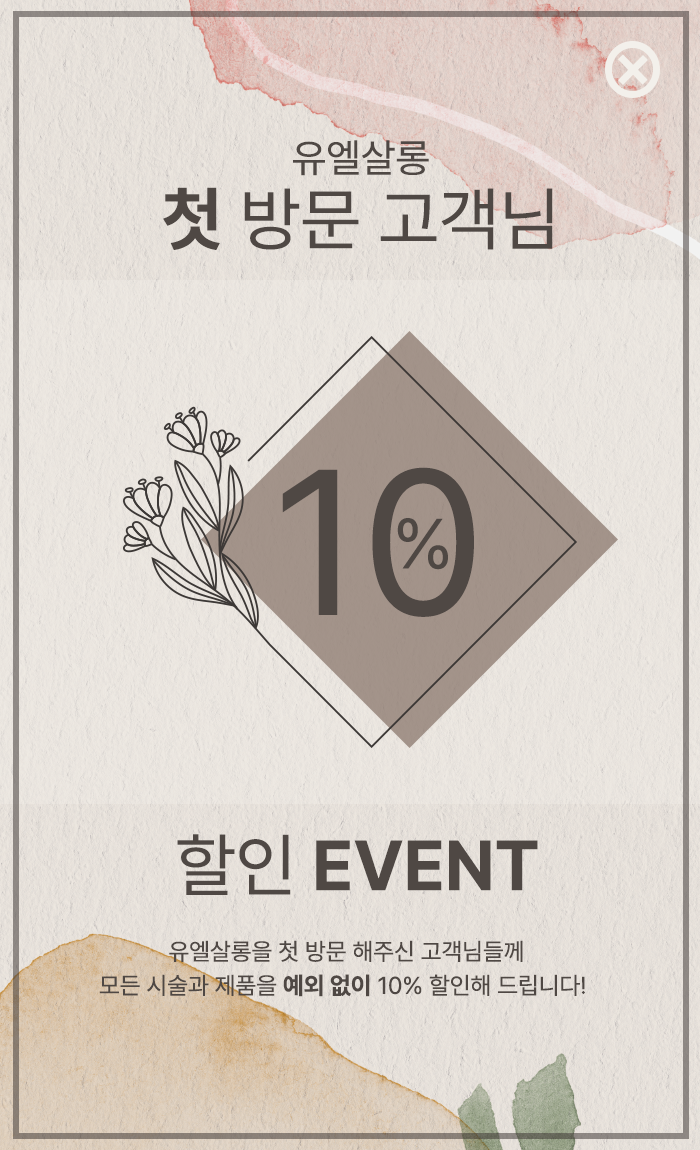 유엘살롱
첫 방문 고객님
10%
할인 EVENT
유엘살롱을 첫 방문 해주신 고객님들께
모든 시술과 제품을 예외 없이 10% 할인해 드립니다!